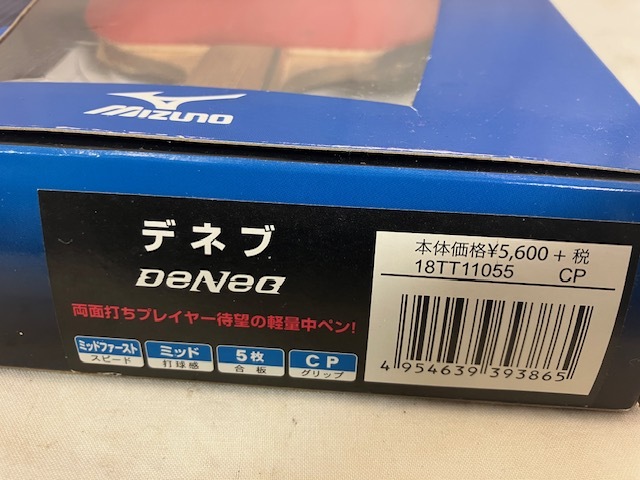 MIZUNO
デネブ
DeNeB
両面打ちプレイヤー待望の軽量中ペン!
ミッドファースト
スピード
ミッド
打球感
5枚
合板
CP
グリップ
本体価格¥5,600 + 税
18TT11055 CP
4 954639 393865